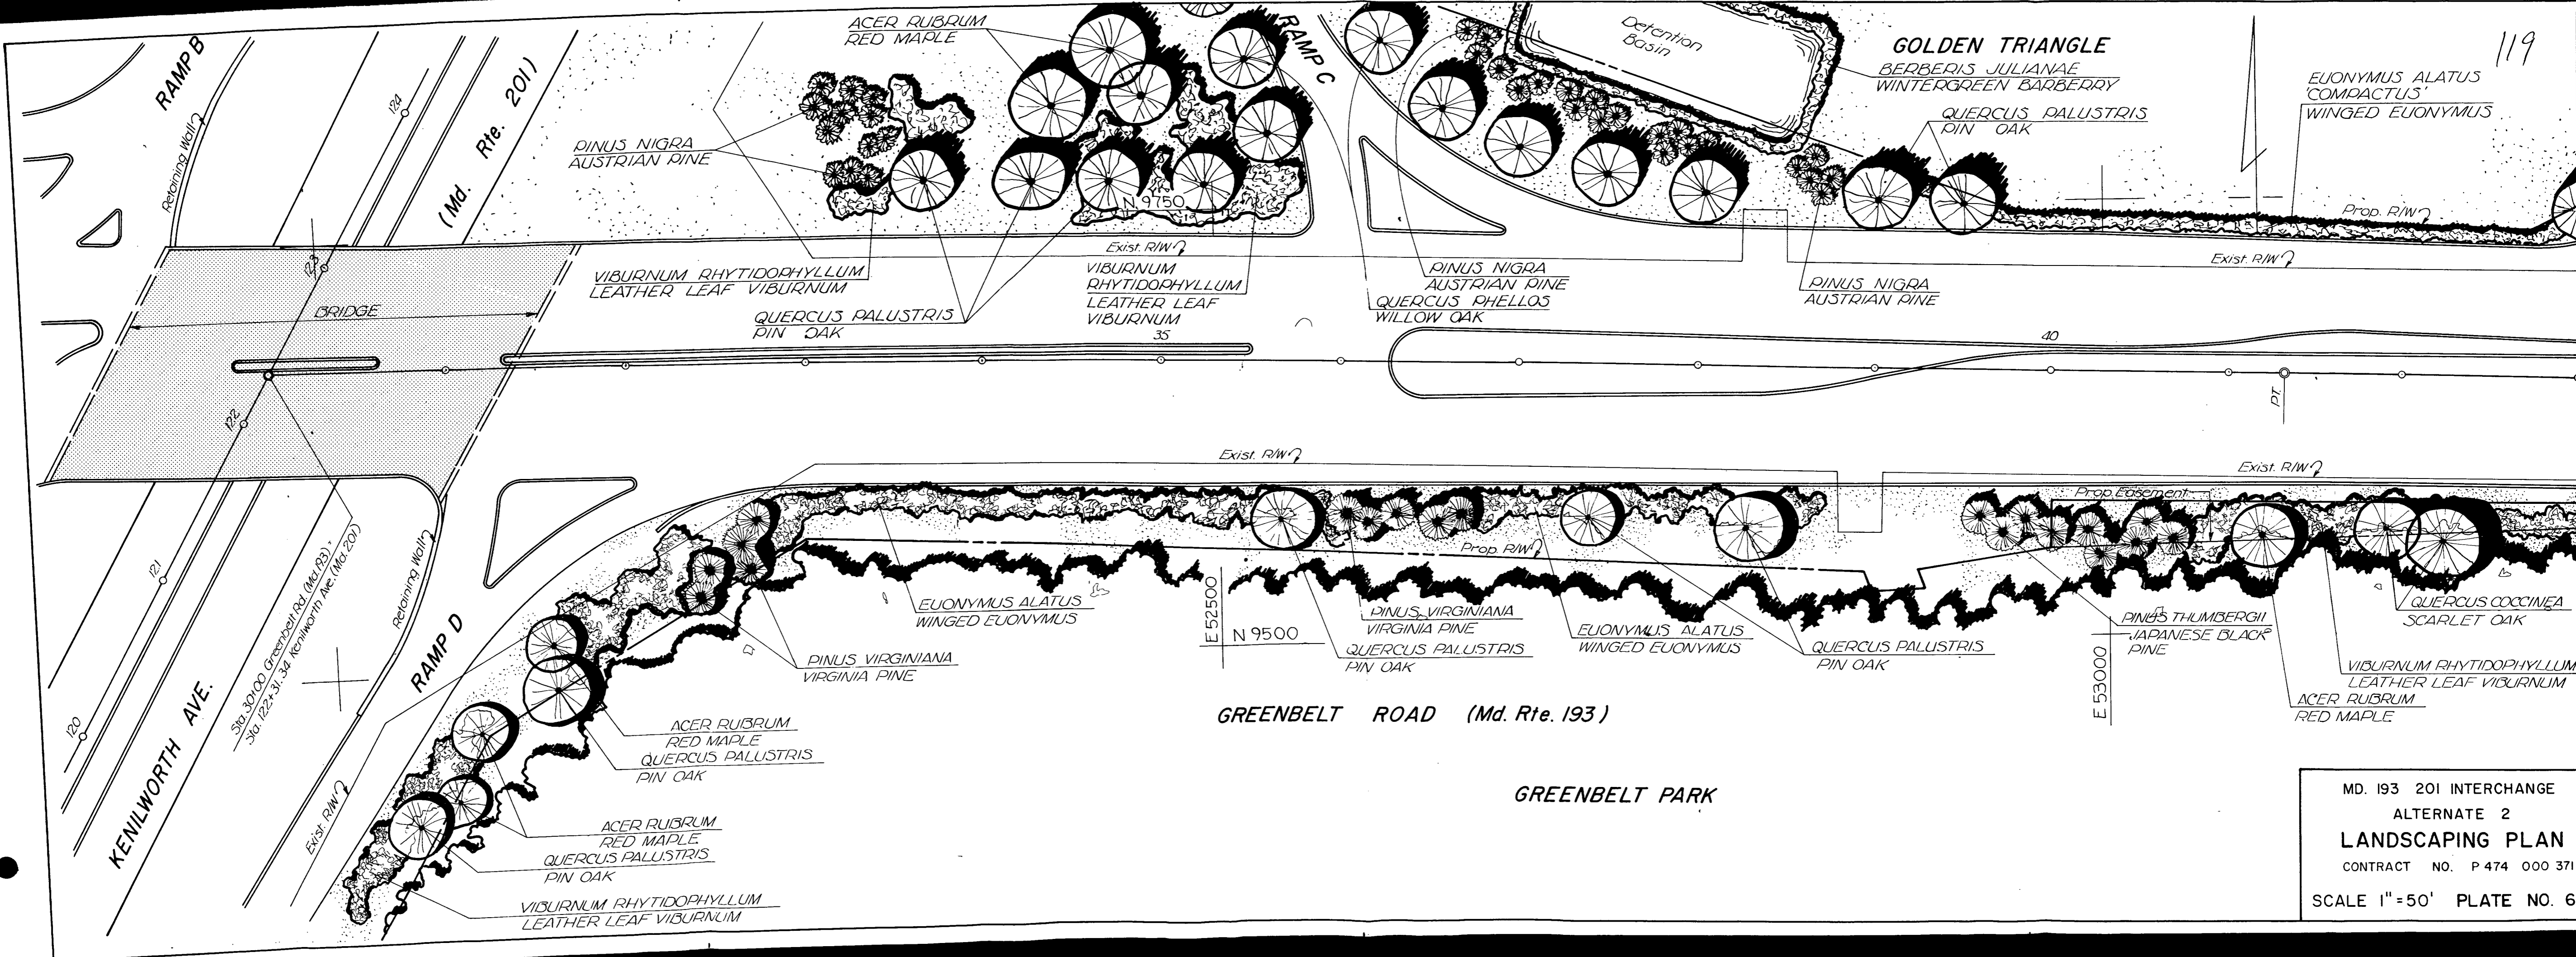 119
RAMP B
Retaining Wall
(Md. Rte. 201)
124
123
122
121
120
ACER RUBRUM
RED MAPLE
RAMP C
Detention
Basin
GOLDEN TRIANGLE
BERBERIS JULIANAE
WINTERGREEN BARBERRY
QUERCUS PALUSTRIS
PIN OAK
EUONYMUS ALATUS
'COMPACTUS'
WINGED EUONYMUS
PINUS NIGRA
AUSTRIAN PINE
N 9750
Prop. R/W
Exist. R/W
Exist. R/W
VIBURNUM RHYTIDOPHYLLUM
LEATHER LEAF VIBURNUM
VIBURNUM
RHYTIDOPHYLLUM
LEATHER LEAF
VIBURNUM
PINUS NIGRA
AUSTRIAN PINE
QUERCUS PHELLOS
WILLOW OAK
PINUS NIGRA
AUSTRIAN PINE
BRIDGE
QUERCUS PALUSTRIS
PIN OAK
35
40
P.T.
Exist. R/W
Exist. R/W
Prop. Easement
Prop. R/W
Retaining Wall
RAMP D
KENILWORTH AVE.
Sta. 30+00 Greenbelt Rd. (Md. 193) =
Sta. 122+31.34 Kenilworth Ave. (Md. 201)
Exist. R/W
EUONYMUS ALATUS
WINGED EUONYMUS
E 52500
N 9500
PINUS VIRGINIANA
VIRGINIA PINE
QUERCUS PALUSTRIS
PIN OAK
EUONYMUS ALATUS
WINGED EUONYMUS
QUERCUS PALUSTRIS
PIN OAK
PINUS THUMBERGII
JAPANESE BLACK
PINE
E 53000
QUERCUS COCCINEA
SCARLET OAK
VIBURNUM RHYTIDOPHYLLUM
LEATHER LEAF VIBURNUM
ACER RUBRUM
RED MAPLE
PINUS VIRGINIANA
VIRGINIA PINE
ACER RUBRUM
RED MAPLE
QUERCUS PALUSTRIS
PIN OAK
ACER RUBRUM
RED MAPLE
QUERCUS PALUSTRIS
PIN OAK
VIBURNUM RHYTIDOPHYLLUM
LEATHER LEAF VIBURNUM
GREENBELT ROAD (Md. Rte. 193)
GREENBELT PARK
MD. 193 201 INTERCHANGE
ALTERNATE 2
LANDSCAPING PLAN
CONTRACT NO. P 474 000 371
SCALE 1"=50' PLATE NO. 6